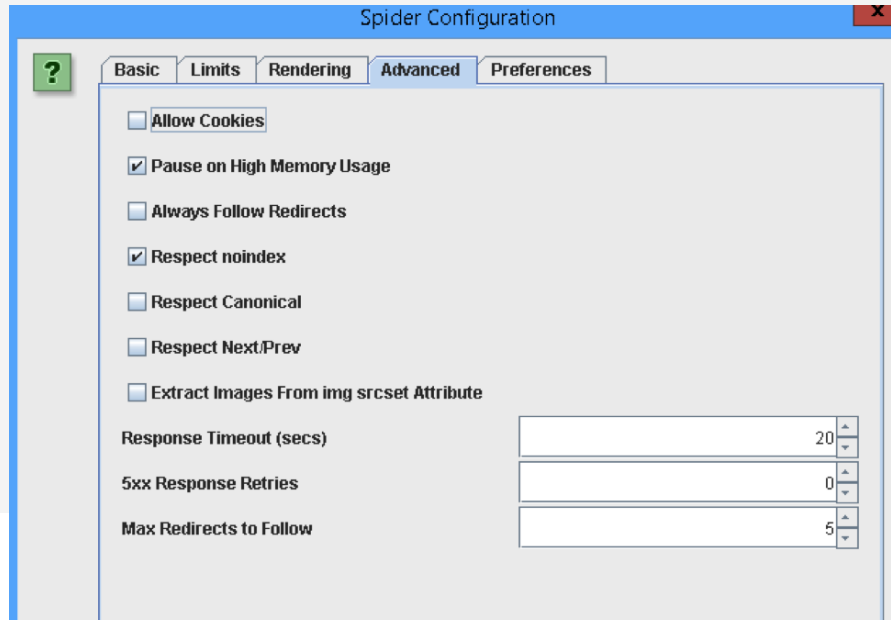 Spider Configuration
x
?
Basic Limits Rendering Advanced Preferences
Allow Cookies
Pause on High Memory Usage
Always Follow Redirects
Respect noindex
Respect Canonical
Respect Next/Prev
Extract Images From img srcset Attribute
Response Timeout (secs) 20
5xx Response Retries 0
Max Redirects to Follow 5